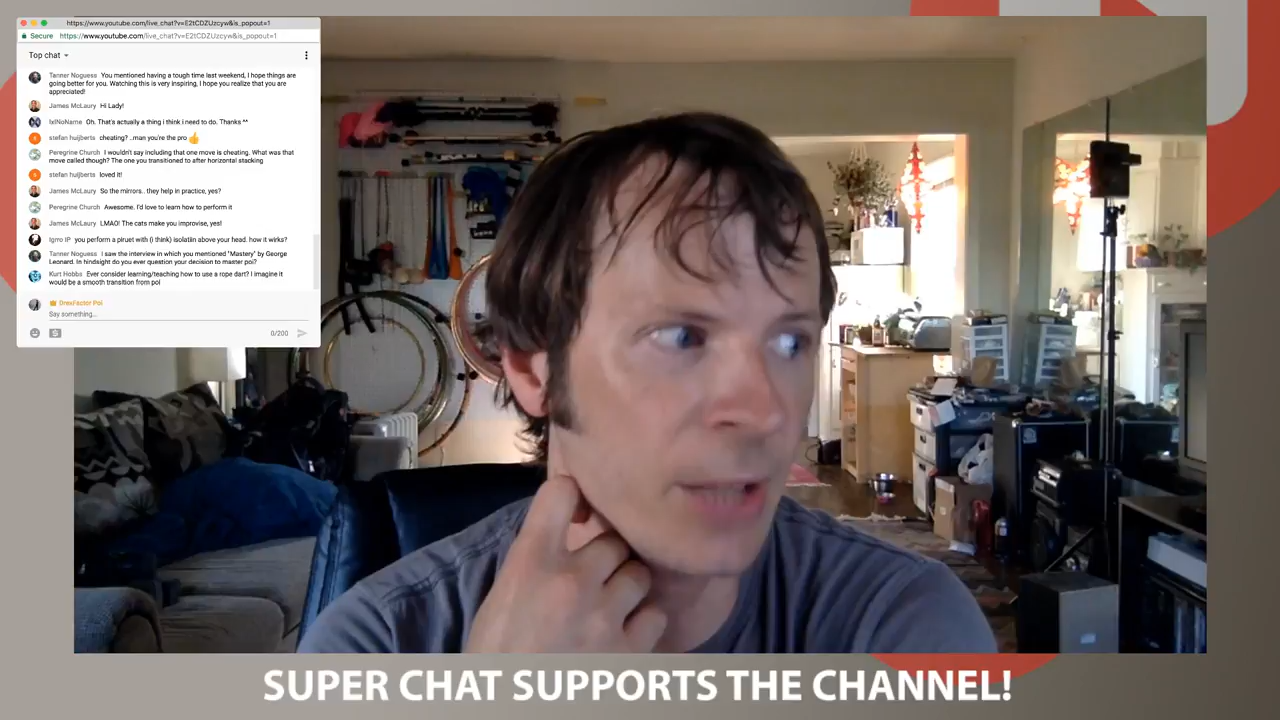 https://www.youtube.com/live_chat?v=E2tCDZUzcyw&is_popout=1
Secure https://www.youtube.com/live_chat?v=E2tCDZUzcyw&is_popout=1
Top chat
Tanner Noguess You mentioned having a tough time last weekend, I hope things are
going better for you. Watching this is very inspiring, I hope you realize that you are
appreciated!
James McLaury Hi Lady!
IxINoName Oh. That's actually a thing i think i need to do. Thanks ^^
stefan huijberts cheating? ..man you're the pro 👍
Peregrine Church I wouldn't say including that one move is cheating. What was that
move called though? The one you transitioned to after horizontal stacking
stefan huijberts loved it!
James McLaury So the mirrors.. they help in practice, yes?
Peregrine Church Awesome. I'd love to learn how to perform it
James McLaury LMAO! The cats make you improvise, yes!
Igrro IP you perform a piruet with (i think) isolatiin above your head. how it wirks?
Tanner Noguess I saw the interview in which you mentioned "Mastery" by George
Leonard. In hindsight do you ever question your decision to master poi?
Kurt Hobbs Ever consider learning/teaching how to use a rope dart? I imagine it
would be a smooth transition from poi
DrexFactor Poi
Say something...
0/200
SUPER CHAT SUPPORTS THE CHANNEL!